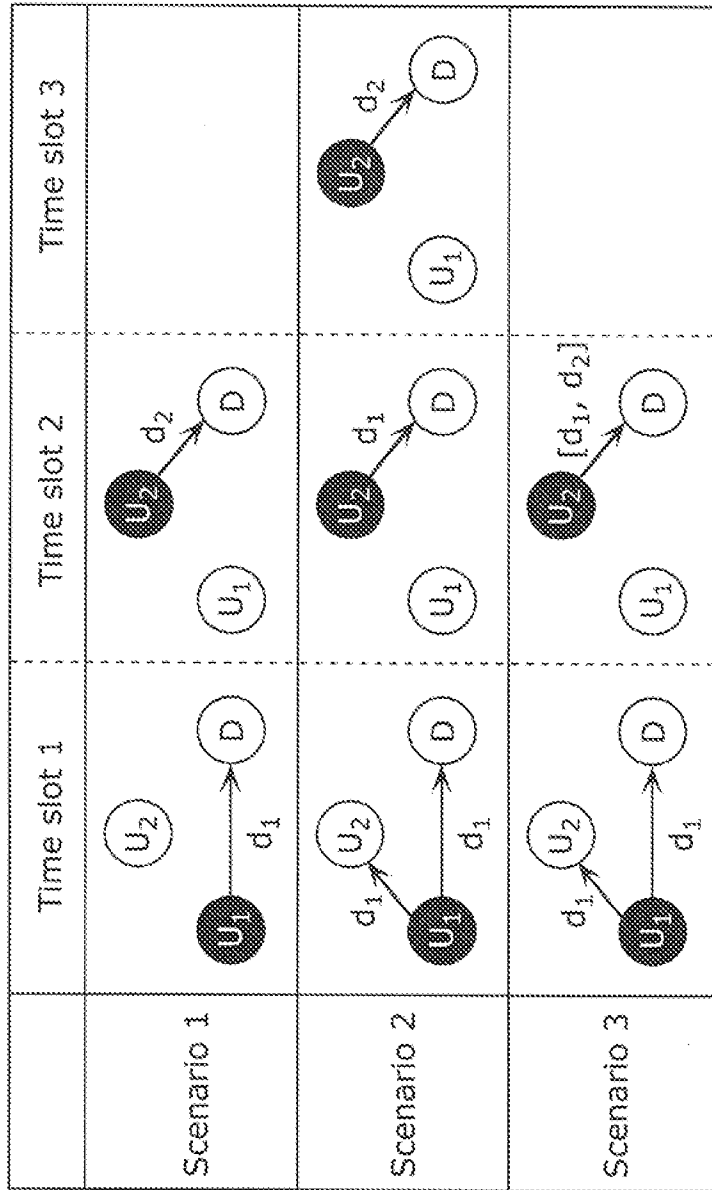 Time slot 1
Time slot 2
Time slot 3
Scenario 1
U₁
d₁
U₂
D
U₁
U₂
d₂
D
Scenario 2
U₁
d₁
d₁
U₂
D
U₁
U₂
d₁
D
U₁
U₂
d₂
D
Scenario 3
U₁
d₁
d₁
U₂
D
U₁
U₂
[d₁, d₂]
D